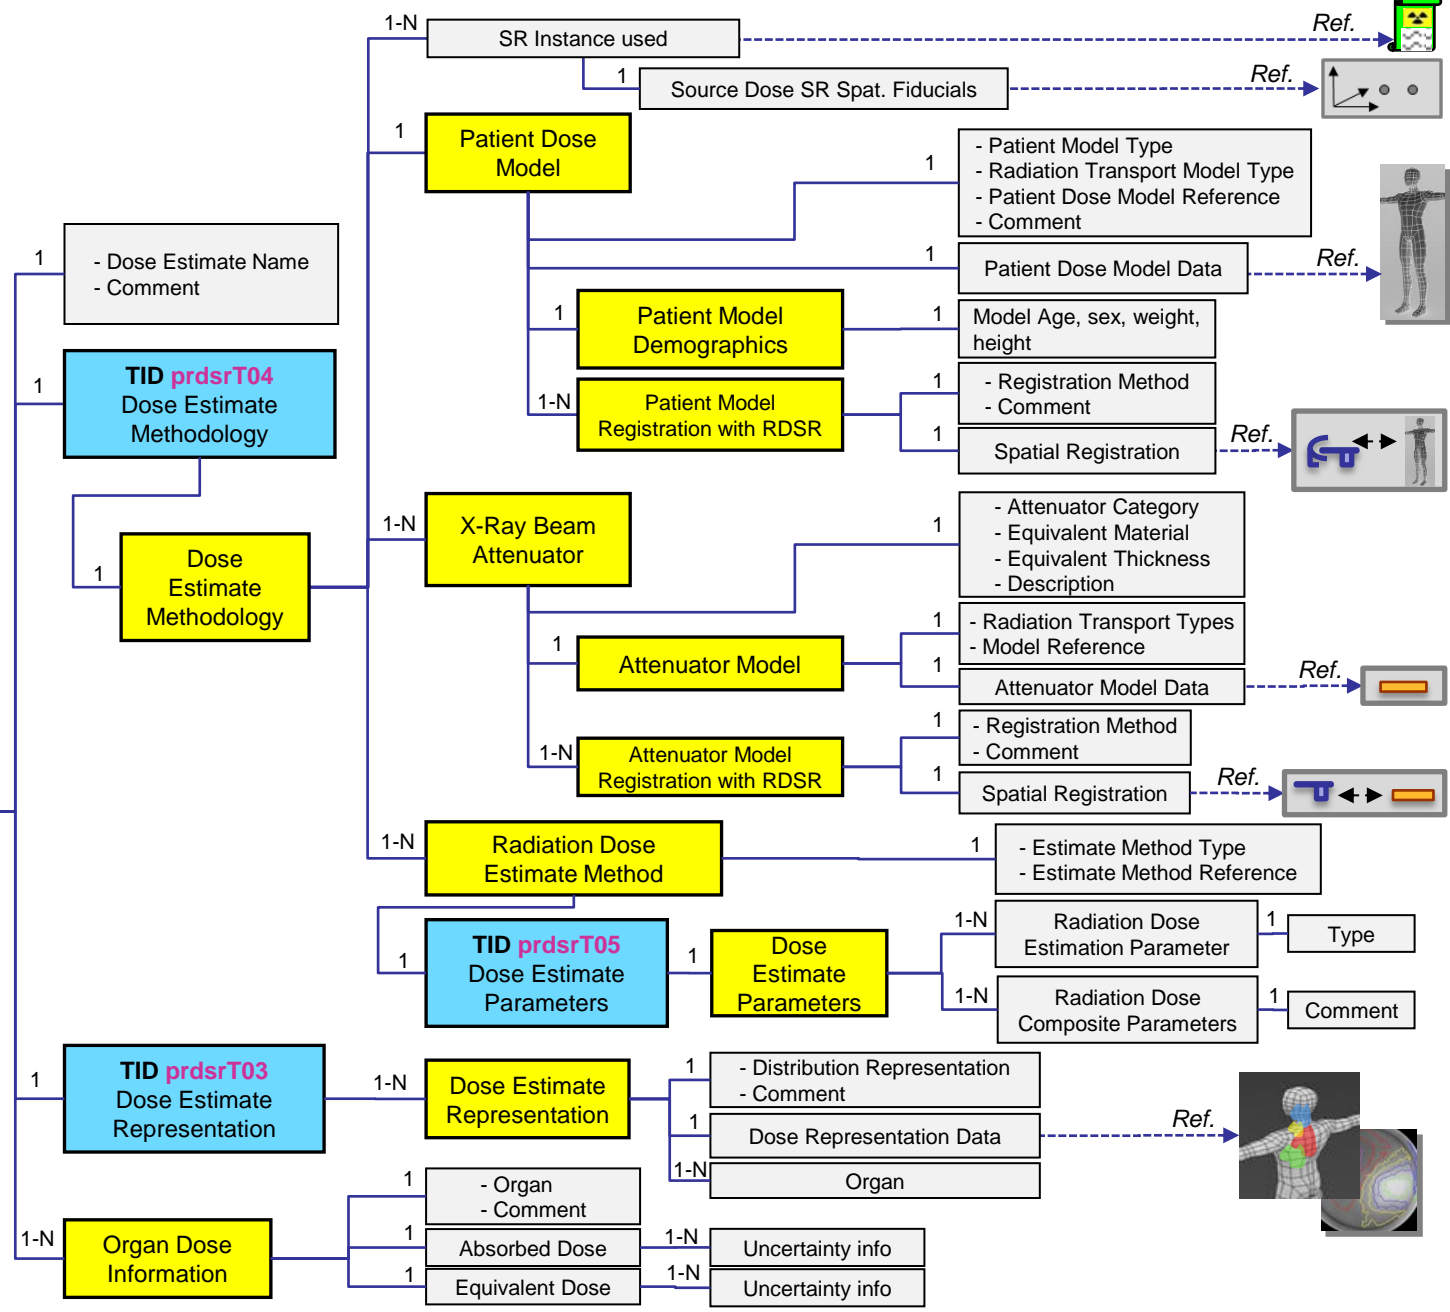 1-N
SR Instance used
Ref.
1
Source Dose SR Spat. Fiducials
Ref.
1
Patient Dose
Model
1
- Patient Model Type
- Radiation Transport Model Type
- Patient Dose Model Reference
- Comment
1
Patient Dose Model Data
Ref.
1
- Dose Estimate Name
- Comment
1
Patient Model
Demographics
1
Model Age, sex, weight,
height
1
TID prdsrT04
Dose Estimate
Methodology
1-N
Patient Model
Registration with RDSR
1
- Registration Method
- Comment
1
Spatial Registration
Ref.
1
Dose
Estimate
Methodology
1-N
X-Ray Beam
Attenuator
1
- Attenuator Category
- Equivalent Material
- Equivalent Thickness
- Description
1
Attenuator Model
1
- Radiation Transport Types
- Model Reference
1
Attenuator Model Data
Ref.
1-N
Attenuator Model
Registration with RDSR
1
- Registration Method
- Comment
1
Spatial Registration
Ref.
1-N
Radiation Dose
Estimate Method
1
- Estimate Method Type
- Estimate Method Reference
1
TID prdsrT05
Dose Estimate
Parameters
1
Dose
Estimate
Parameters
1-N
Radiation Dose
Estimation Parameter
1
Type
1-N
Radiation Dose
Composite Parameters
1
Comment
1
TID prdsrT03
Dose Estimate
Representation
1-N
Dose Estimate
Representation
1
- Distribution Representation
- Comment
1
Dose Representation Data
Ref.
1-N
Organ
1-N
Organ Dose
Information
1
- Organ
- Comment
1
Absorbed Dose
1-N
Uncertainty info
1
Equivalent Dose
1-N
Uncertainty info